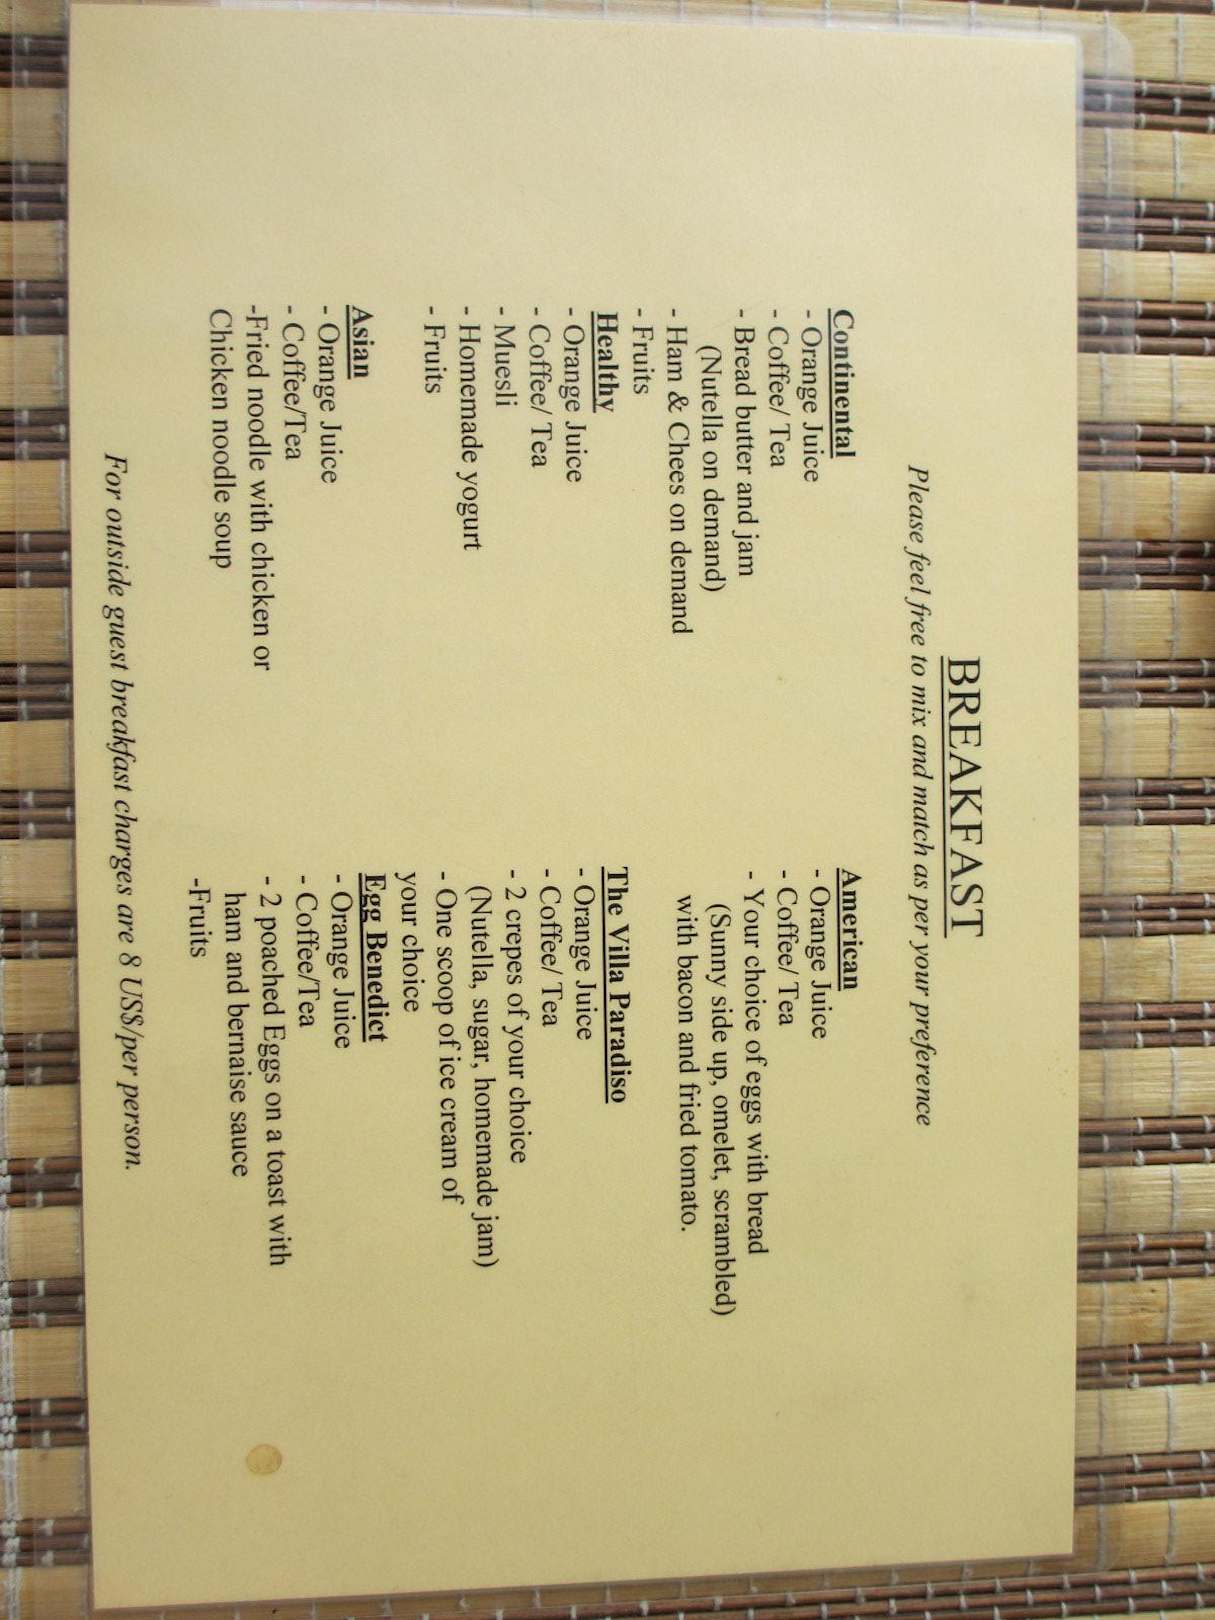 BREAKFAST
Please feel free to mix and match as per your preference
Continental
- Orange Juice
- Coffee/ Tea
- Bread butter and jam
(Nutella on demand)
- Ham & Chees on demand
- Fruits
Healthy
- Orange Juice
- Coffee/ Tea
- Muesli
- Homemade yogurt
- Fruits
Asian
- Orange Juice
- Coffee/Tea
-Fried noodle with chicken or
Chicken noodle soup
American
- Orange Juice
- Coffee/ Tea
- Your choice of eggs with bread
(Sunny side up, omelet, scrambled)
with bacon and fried tomato.
The Villa Paradiso
- Orange Juice
- Coffee/ Tea
- 2 crepes of your choice
(Nutella, sugar, homemade jam)
- One scoop of ice cream of
your choice
Egg Benedict
- Orange Juice
- Coffee/Tea
- 2 poached Eggs on a toast with
ham and bernaise sauce
-Fruits
For outside guest breakfast charges are 8 US$/per person.